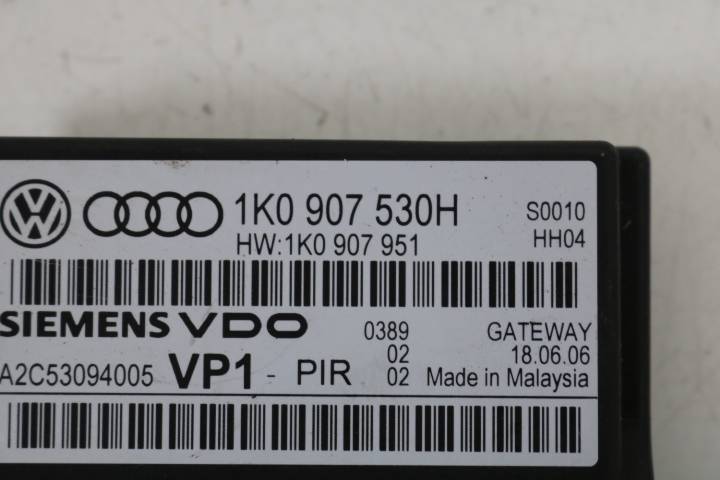 1K0 907 530H S0010
HW:1K0 907 951 HH04
SIEMENS VDO 0389 GATEWAY
02 18.06.06
A2C53094005 VP1 - PIR 02 Made in Malaysia